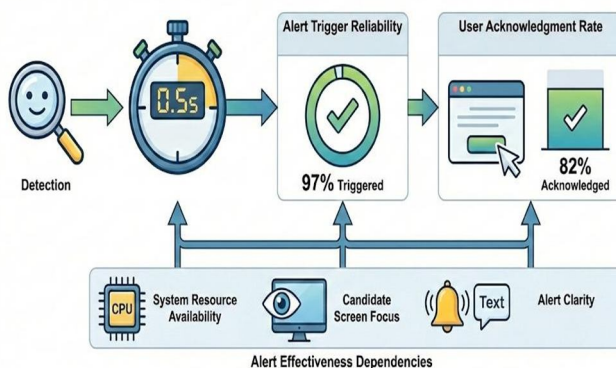 Alert Trigger Reliability
User Acknowledgment Rate
0.5s
Detection
97% Triggered
82%
Acknowledged
CPU
System Resource
Availability
Candidate
Screen Focus
Text
Alert Clarity
Alert Effectiveness Dependencies